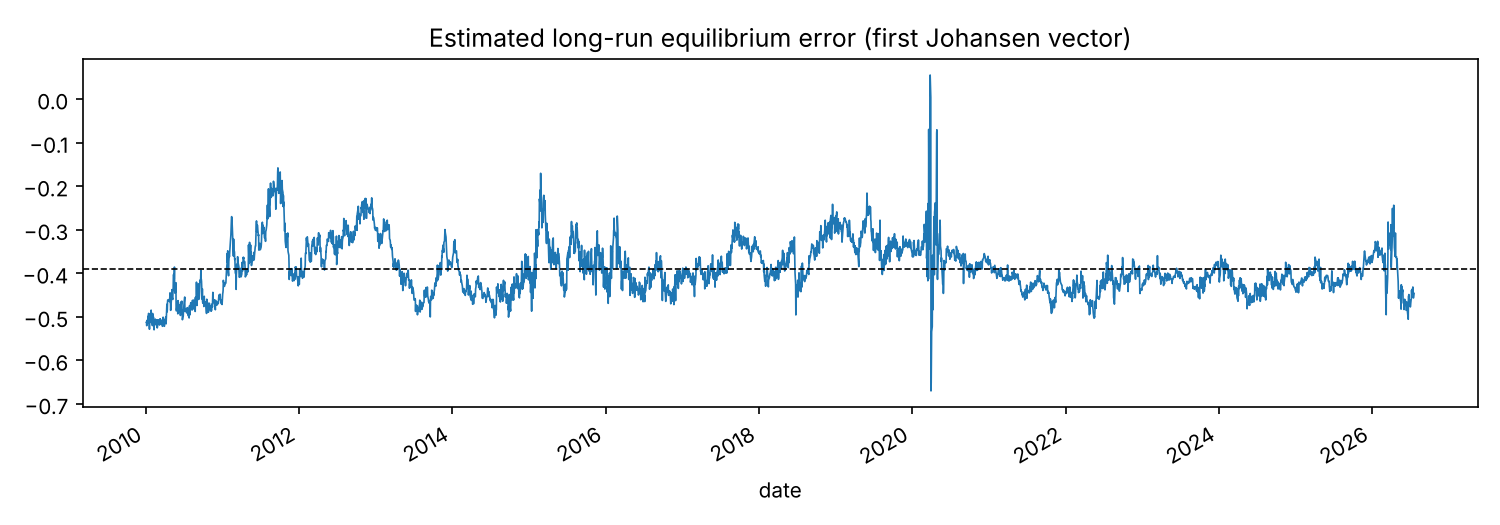 Estimated long-run equilibrium error (first Johansen vector)
0.0
−0.1
−0.2
−0.3
−0.4
−0.5
−0.6
−0.7
2010 2012 2014 2016 2018 2020 2022 2024 2026
date